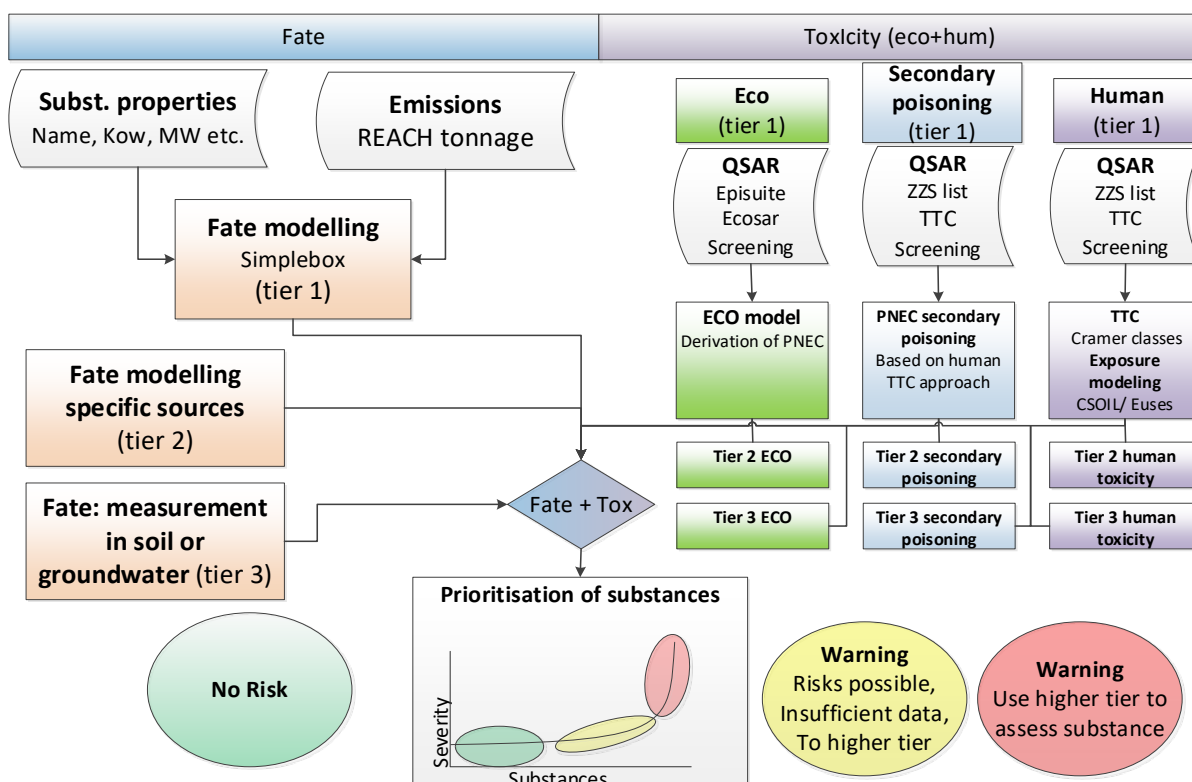 Fate
ToxIcity (eco+hum)
Subst. properties
Name, Kow, MW etc.
Emissions
REACH tonnage
Eco
(tier 1)
Secondary
poisoning
(tier 1)
Human
(tier 1)
QSAR
Episuite
Ecosar
Screening
QSAR
ZZS list
TTC
Screening
QSAR
ZZS list
TTC
Screening
Fate modelling
Simplebox
(tier 1)
ECO model
Derivation of PNEC
PNEC secondary
poisoning
Based on human
TTC approach
TTC
Cramer classes
Exposure
modeling
CSOIL/ Euses
Fate modelling
specific sources
(tier 2)
Tier 2 ECO
Tier 2 secondary
poisoning
Tier 2 human
toxicity
Fate: measurement
in soil or
groundwater (tier 3)
Fate + Tox
Tier 3 ECO
Tier 3 secondary
poisoning
Tier 3 human
toxicity
Prioritisation of substances
Severity
Substances
No Risk
Warning
Risks possible,
Insufficient data,
To higher tier
Warning
Use higher tier to
assess substance